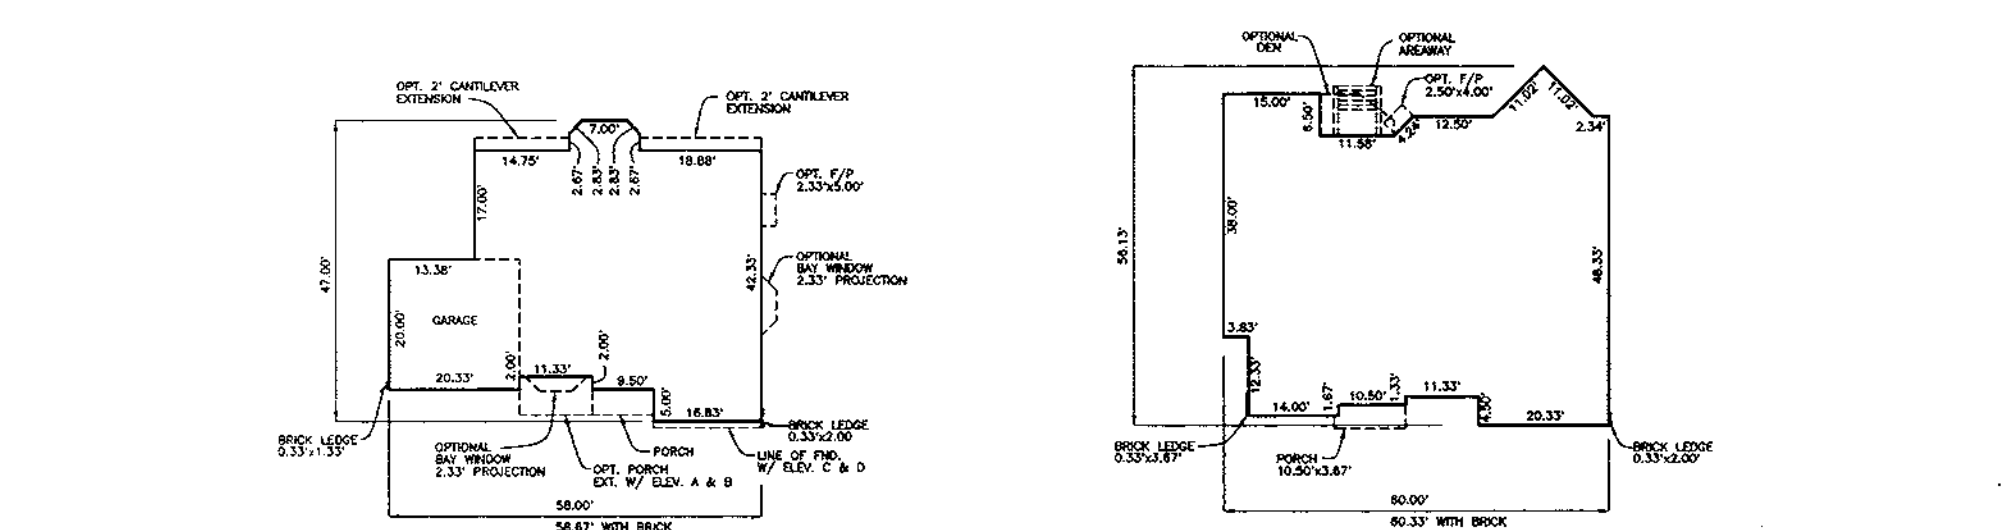 OPT. 2' CANTILEVER
EXTENSION
OPT. 2' CANTILEVER
EXTENSION
7.00'
14.75'
2.67'
2.83'
2.83'
2.67'
18.88'
OPT. F/P
2.33'x5.00'
17.00'
47.00'
13.38'
42.33'
OPTIONAL
BAY WINDOW
2.33' PROJECTION
GARAGE
20.00'
20.33'
2.00'
11.33'
2.00'
9.50'
5.00'
16.83'
BRICK LEDGE
0.33'x1.33'
OPTIONAL
BAY WINDOW
2.33' PROJECTION
OPT. PORCH
EXT. W/ ELEV. A & B
PORCH
LINE OF FND.
W/ ELEV. C & D
BRICK LEDGE
0.33'x2.00
58.00'
58.67' WITH BRICK
OPTIONAL
DEN
OPTIONAL
AREAWAY
OPT. F/P
2.50'x4.00'
15.00'
6.50'
11.58'
4.24'
12.50'
11.02'
11.02'
2.34'
56.13'
38.00'
48.33'
3.83'
12.33'
14.00'
1.67'
10.50'
1.33'
11.33'
4.50'
20.33'
BRICK LEDGE
0.33'x3.67'
PORCH
10.50'x3.67'
BRICK LEDGE
0.33'x2.00'
60.00'
60.33' WITH BRICK